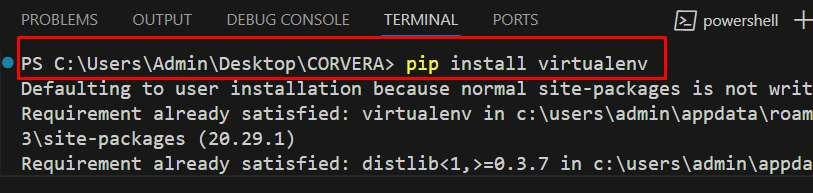 PROBLEMS OUTPUT DEBUG CONSOLE TERMINAL PORTS powershell
PS C:\Users\Admin\Desktop\CORVERA> pip install virtualenv
Defaulting to user installation because normal site-packages is not writ
Requirement already satisfied: virtualenv in c:\users\admin\appdata\roam
3\site-packages (20.29.1)
Requirement already satisfied: distlib<1,>=0.3.7 in c:\users\admin\appda